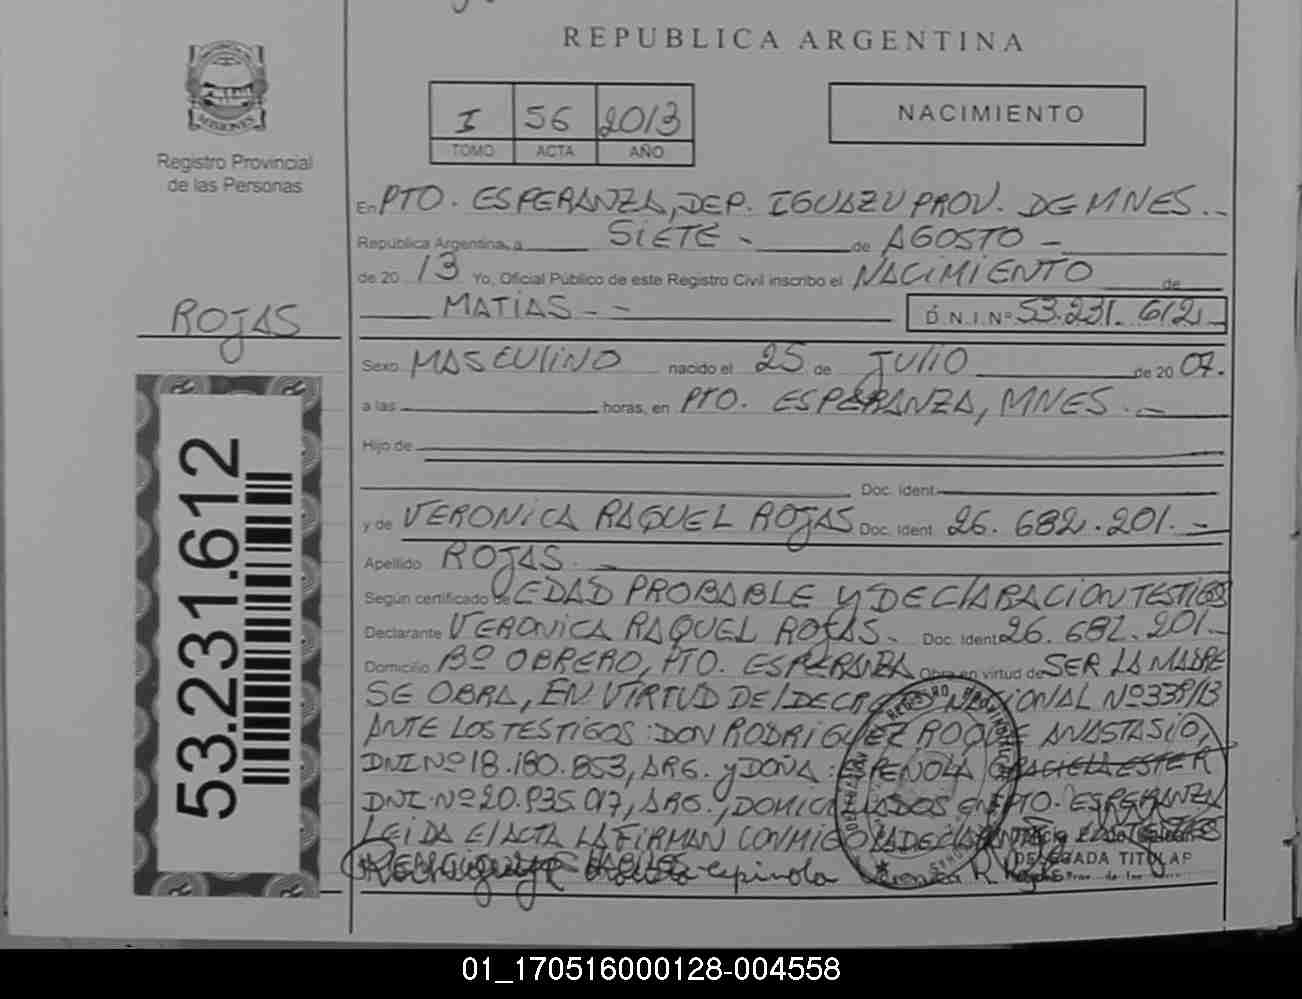 REPUBLICA ARGENTINA
MISIONES
Registro Provincial
de las Personas
I 56 2013
TOMO ACTA AÑO
NACIMIENTO
En PTO. ESPERANZA, DEP. IGUAZU PROV. DE MNES. -
República Argentina, a SIETE - de AGOSTO -
de 2013 Yo, Oficial Público de este Registro Civil inscribo el NACIMIENTO de
MATIAS - -
D.N.I.Nº 53.231.612 -
ROJAS
Sexo MASCULINO nacido el 25 de JULIO de 2007.
a las horas, en PTO. ESPERANZA, MNES. -
Hijo de
Doc. Ident.
y de VERONICA RAQUEL ROJAS Doc. Ident. 26.682.201. -
Apellido ROJAS. -
Según certificado de EDAD PROBABLE Y DECLARACION TESTIGOS
Declarante VERONICA RAQUEL ROJAS. - Doc. Ident. 26.682.201. -
Domicilio Bº OBRERO, PTO. ESPERANZA Obra en virtud de SER LA MADRE
SE OBRA, EN VIRTUD DEL DECRETO NACIONAL Nº 339/13
ANTE LOS TESTIGOS: DON RODRIGUEZ ROQUE ANASTASIO,
DNI Nº 18.180.853, ARG. y DOÑA: ESPINOLA GRACIELA ESTER
DNI. Nº 20.935.017, ARG., DOMICILIADOS EN PTO. ESPERANZA
LEIDA EL ACTA LA FIRMAN CONMIGO LA DECLARANTE
espinola
DELEGADA TITULAR
53.231.612
01_170516000128-004558